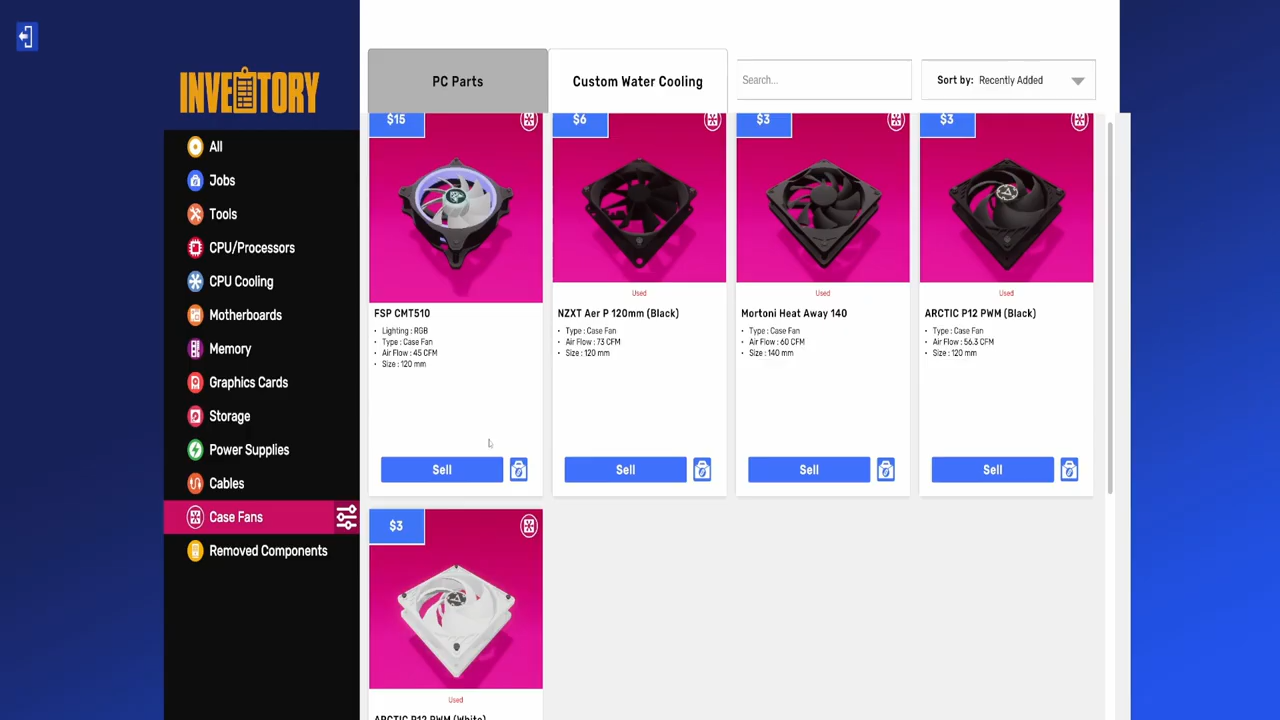 INVENTORY
All
Jobs
Tools
CPU/Processors
CPU Cooling
Motherboards
Memory
Graphics Cards
Storage
Power Supplies
Cables
Case Fans
Removed Components
PC Parts
Custom Water Cooling
Search...
Sort by: Recently Added
$15
FSP CMT510
• Lighting : RGB
• Type : Case Fan
• Air Flow : 45 CFM
• Size : 120 mm
Sell
$6
Used
NZXT Aer P 120mm (Black)
• Type : Case Fan
• Air Flow : 73 CFM
• Size : 120 mm
Sell
$3
Used
Mortoni Heat Away 140
• Type : Case Fan
• Air Flow : 60 CFM
• Size : 140 mm
Sell
$3
Used
ARCTIC P12 PWM (Black)
• Type : Case Fan
• Air Flow : 56.3 CFM
• Size : 120 mm
Sell
$3
Used
ARCTIC P12 PWM (White)